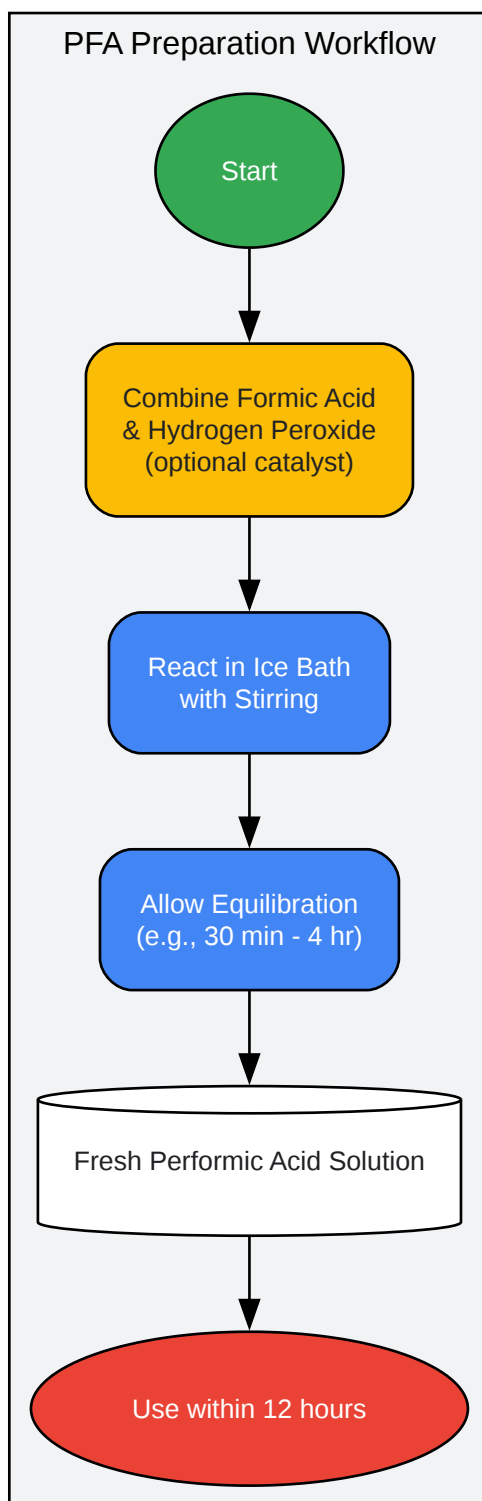 PFA Preparation Workflow
Start
Combine Formic Acid
& Hydrogen Peroxide
(optional catalyst)
React in Ice Bath
with Stirring
Allow Equilibration
(e.g., 30 min - 4 hr)
Fresh Performic Acid Solution
Use within 12 hours